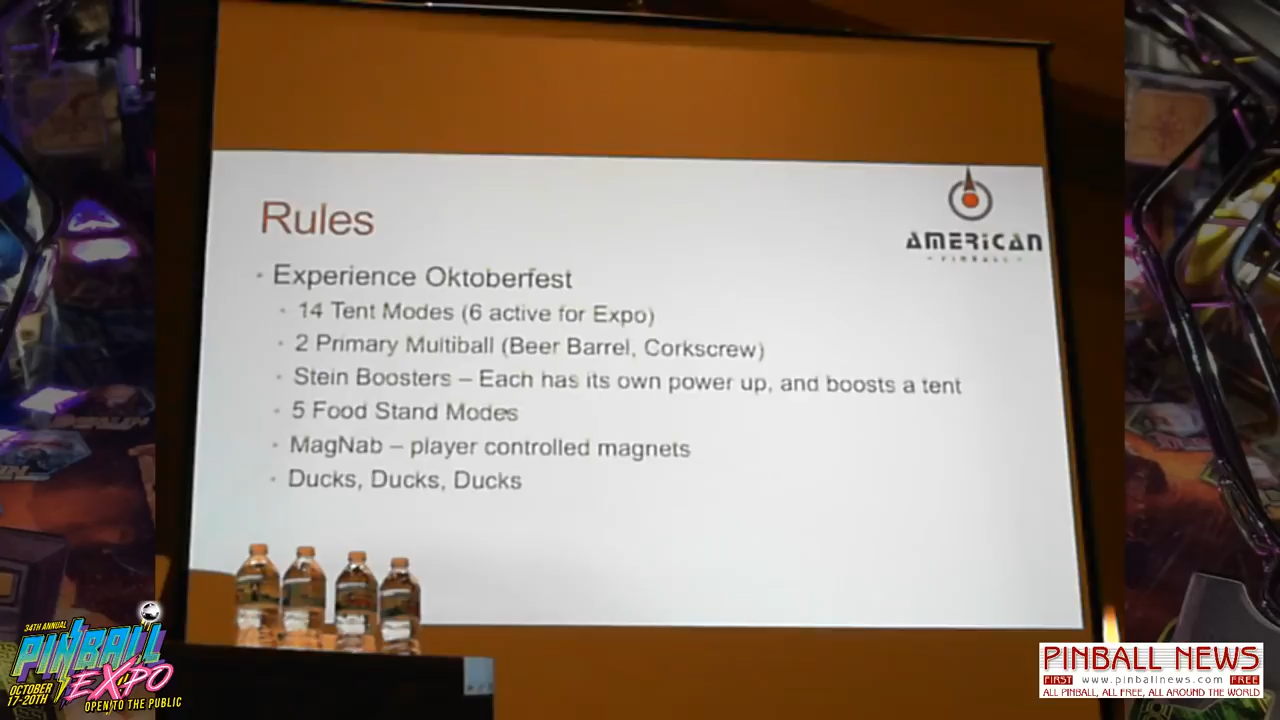 Rules
AMERiCAN
PINBALL
• Experience Oktoberfest
• 14 Tent Modes (6 active for Expo)
• 2 Primary Multiball (Beer Barrel, Corkscrew)
• Stein Boosters – Each has its own power up, and boosts a tent
• 5 Food Stand Modes
• MagNab – player controlled magnets
• Ducks, Ducks, Ducks
34TH ANNUAL
PINBALL
EXPO
OCTOBER
17-20TH
OPEN TO THE PUBLIC
PINBALL NEWS
FIRST www.pinballnews.com FREE
ALL PINBALL, ALL FREE, ALL AROUND THE WORLD